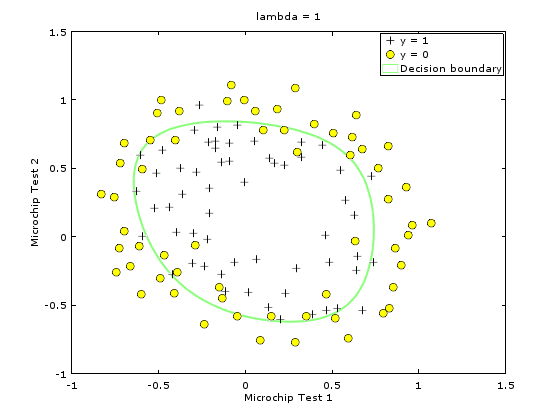 lambda = 1
1.5
y = 1
y = 0
Decision boundary
1
0.5
Microchip Test 2
0
-0.5
-1
-1 -0.5 0 0.5 1 1.5
Microchip Test 1